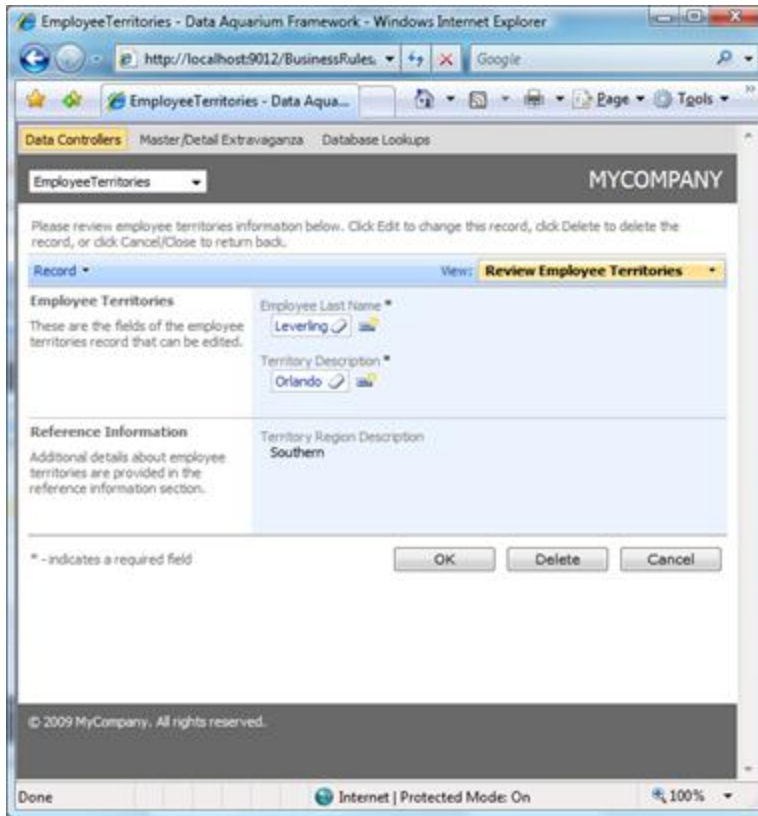 EmployeeTerritories - Data Aquarium Framework - Windows Internet Explorer
http://localhost:9012/BusinessRules.
Google
EmployeeTerritories - Data Aqua...
Page
Tools
Data Controllers Master/Detail Extravaganza Database Lookups
EmployeeTerritories
MYCOMPANY
Please review employee territories information below. Click Edit to change this record, click Delete to delete the
record, or click Cancel/Close to return back.
Record
View: Review Employee Territories
Employee Territories
These are the fields of the employee
territories record that can be edited.
Employee Last Name *
Leverling
Territory Description *
Orlando
Reference Information
Additional details about employee
territories are provided in the
reference information section.
Territory Region Description
Southern
* - indicates a required field
OK Delete Cancel
© 2009 MyCompany. All rights reserved.
Done
Internet | Protected Mode: On
100%